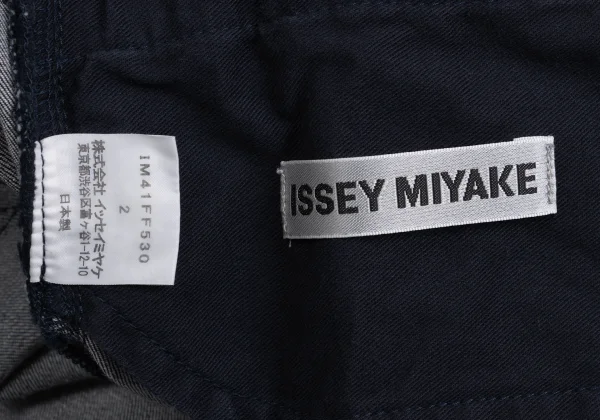 IM41FF530
2
株式会社 イッセイミヤケ
東京都渋谷区富ヶ谷1-12-10
日本製
ISSEY MIYAKE